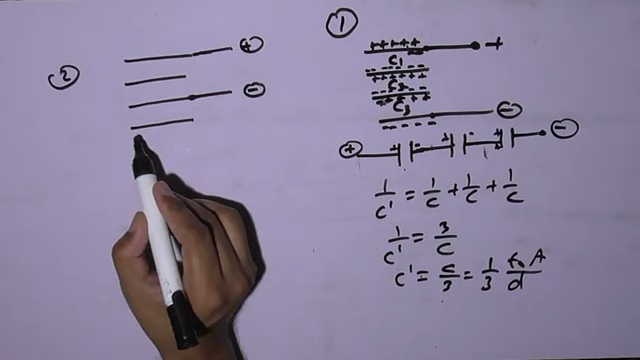 ①
+ + + + +
+
C₁
- - - - -
+ + + + +
C₂
- - - -
+ + +
C₃
⊖
- - - - -
②
⊕
⊖
⊕ + - + - + ⊖
1/C' = 1/C + 1/C + 1/C
1/C' = 3/C
C' = C/3 = 1/3 ε₀A/d